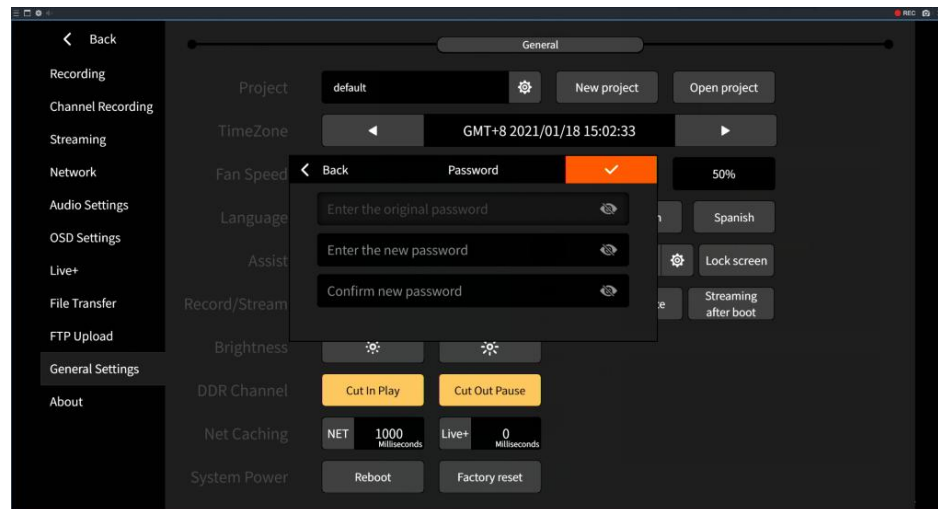 REC
Back
General
Recording
Project default New project Open project
Channel Recording
TimeZone GMT+8 2021/01/18 15:02:33
Streaming
Network
Fan Speed 50%
Back Password
Audio Settings
Enter the original password
Language Spanish
OSD Settings
Enter the new password
Live+
Assist Lock screen
Confirm new password
File Transfer
Record/Stream Streaming
after boot
FTP Upload
Brightness
General Settings
DDR Channel Cut In Play Cut Out Pause
About
Net Caching NET 1000 Live+ 0
Milliseconds Milliseconds
System Power Reboot Factory reset